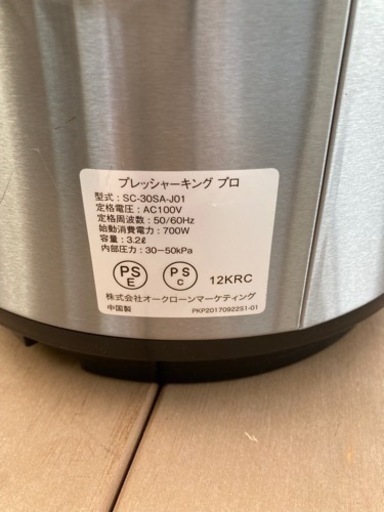 プレッシャーキング プロ
型式：SC-30SA-J01
定格電圧：AC100V
定格周波数：50/60Hz
始動消費電力：700W
容量：3.2ℓ
内部圧力：30−50kPa
PS E
PS C
12KRC
株式会社オークローンマーケティング
中国製
PKP20170922S1-01